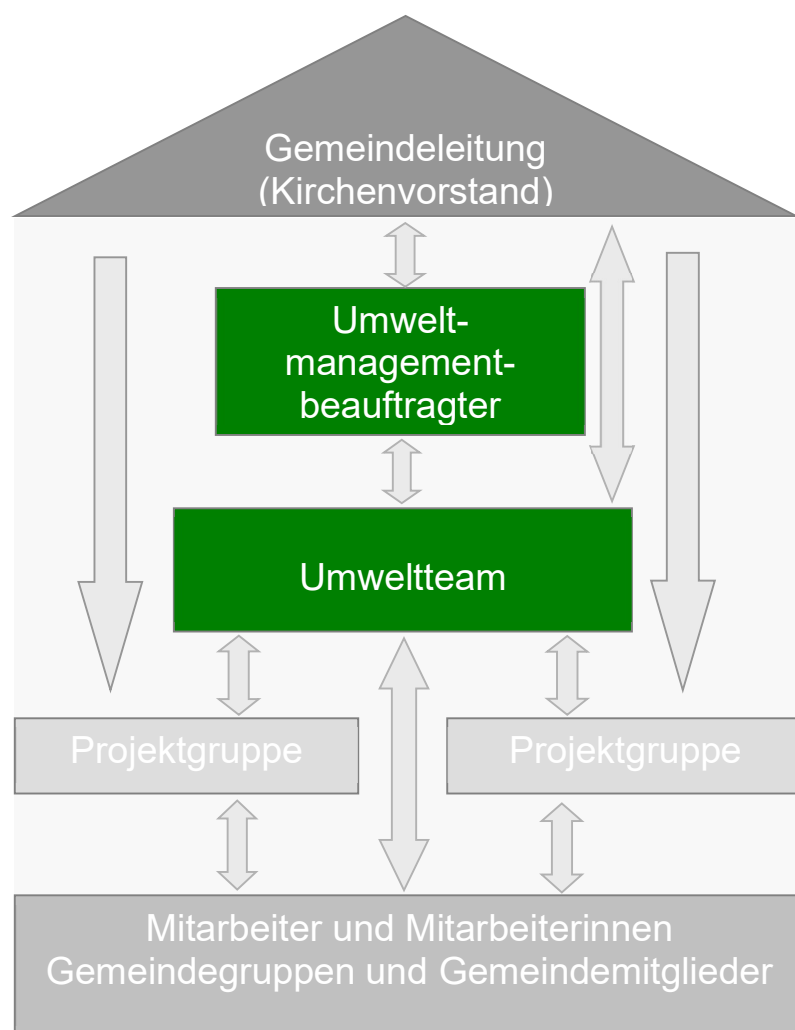 Gemeindeleitung
(Kirchenvorstand)
Umwelt-
management-
beauftragter
Umweltteam
Projektgruppe
Projektgruppe
Mitarbeiter und Mitarbeiterinnen
Gemeindegruppen und Gemeindemitglieder